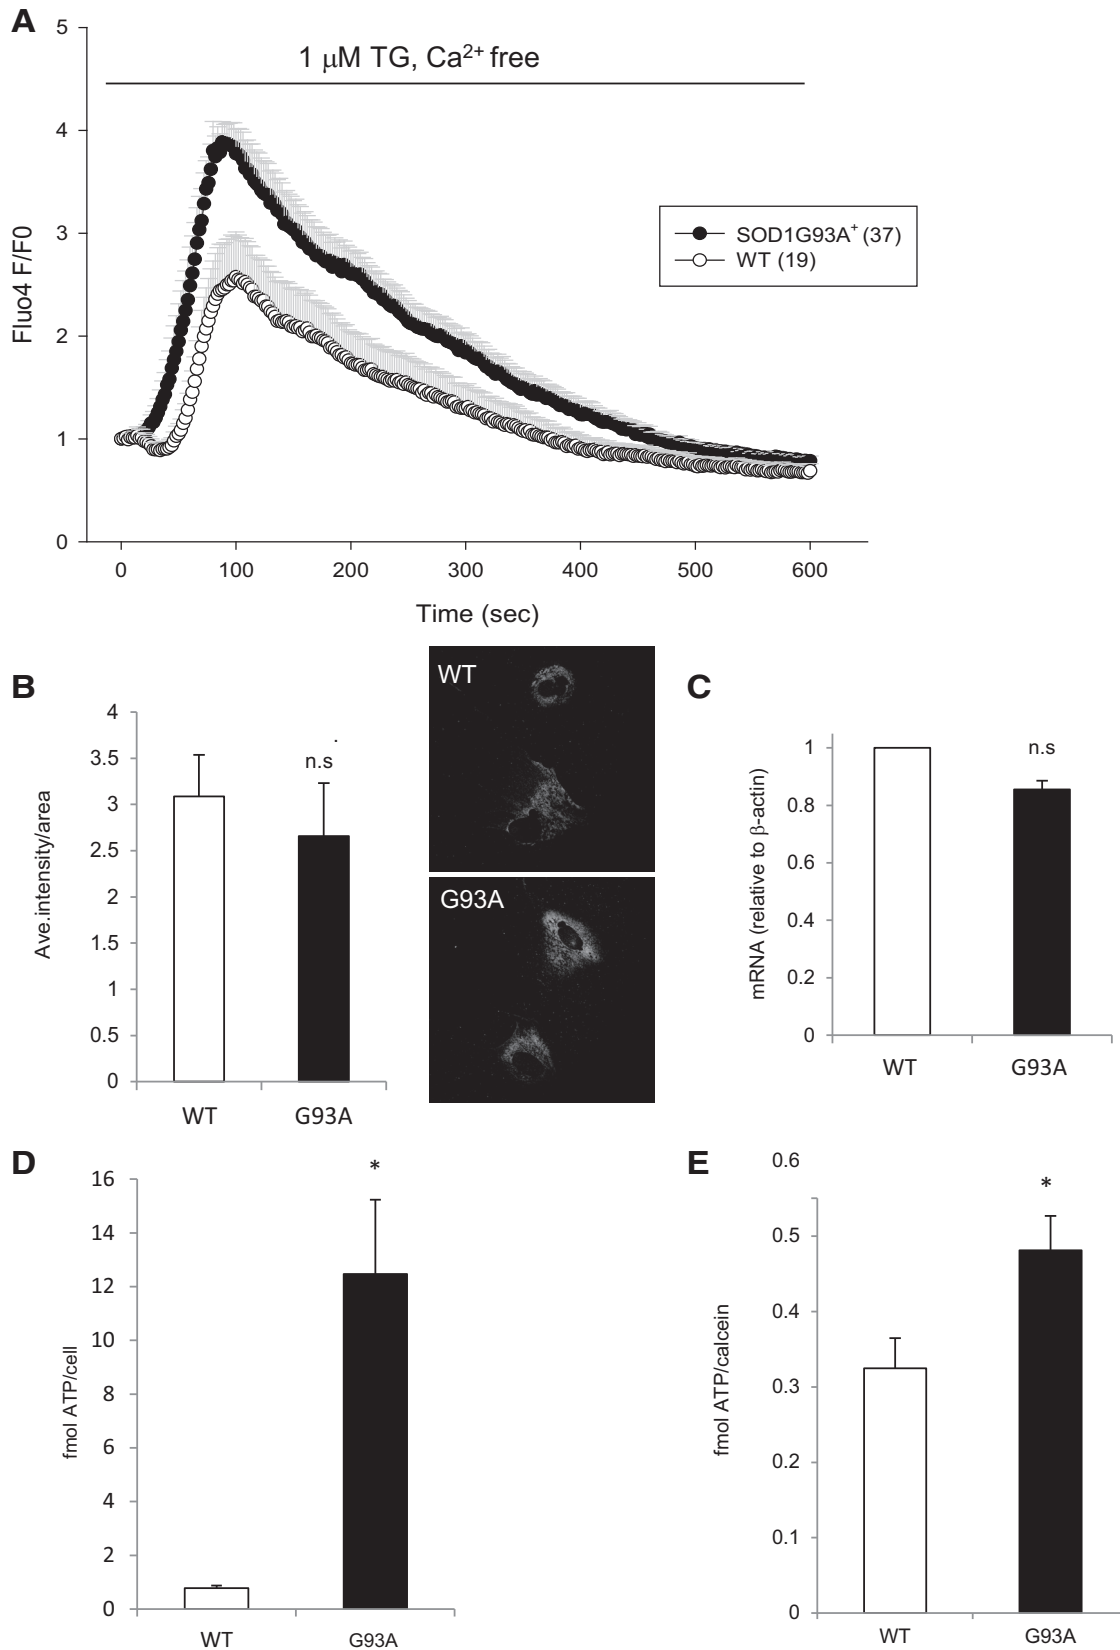 A
5
4
3
2
1
0
Fluo4 F/F0
1 μM TG, Ca²⁺ free
SOD1G93A⁺ (37)
WT (19)
0 100 200 300 400 500 600
Time (sec)
B
4
3.5
3
2.5
2
1.5
1
0.5
0
Ave.intensity/area
n.s
WT G93A
WT
G93A
C
1
0.8
0.6
0.4
0.2
0
mRNA (relative to β-actin)
n.s
WT G93A
D
16
14
12
10
8
6
4
2
0
fmol ATP/cell
*
WT G93A
E
0.6
0.5
0.4
0.3
0.2
0.1
0
fmol ATP/calcein
*
WT G93A